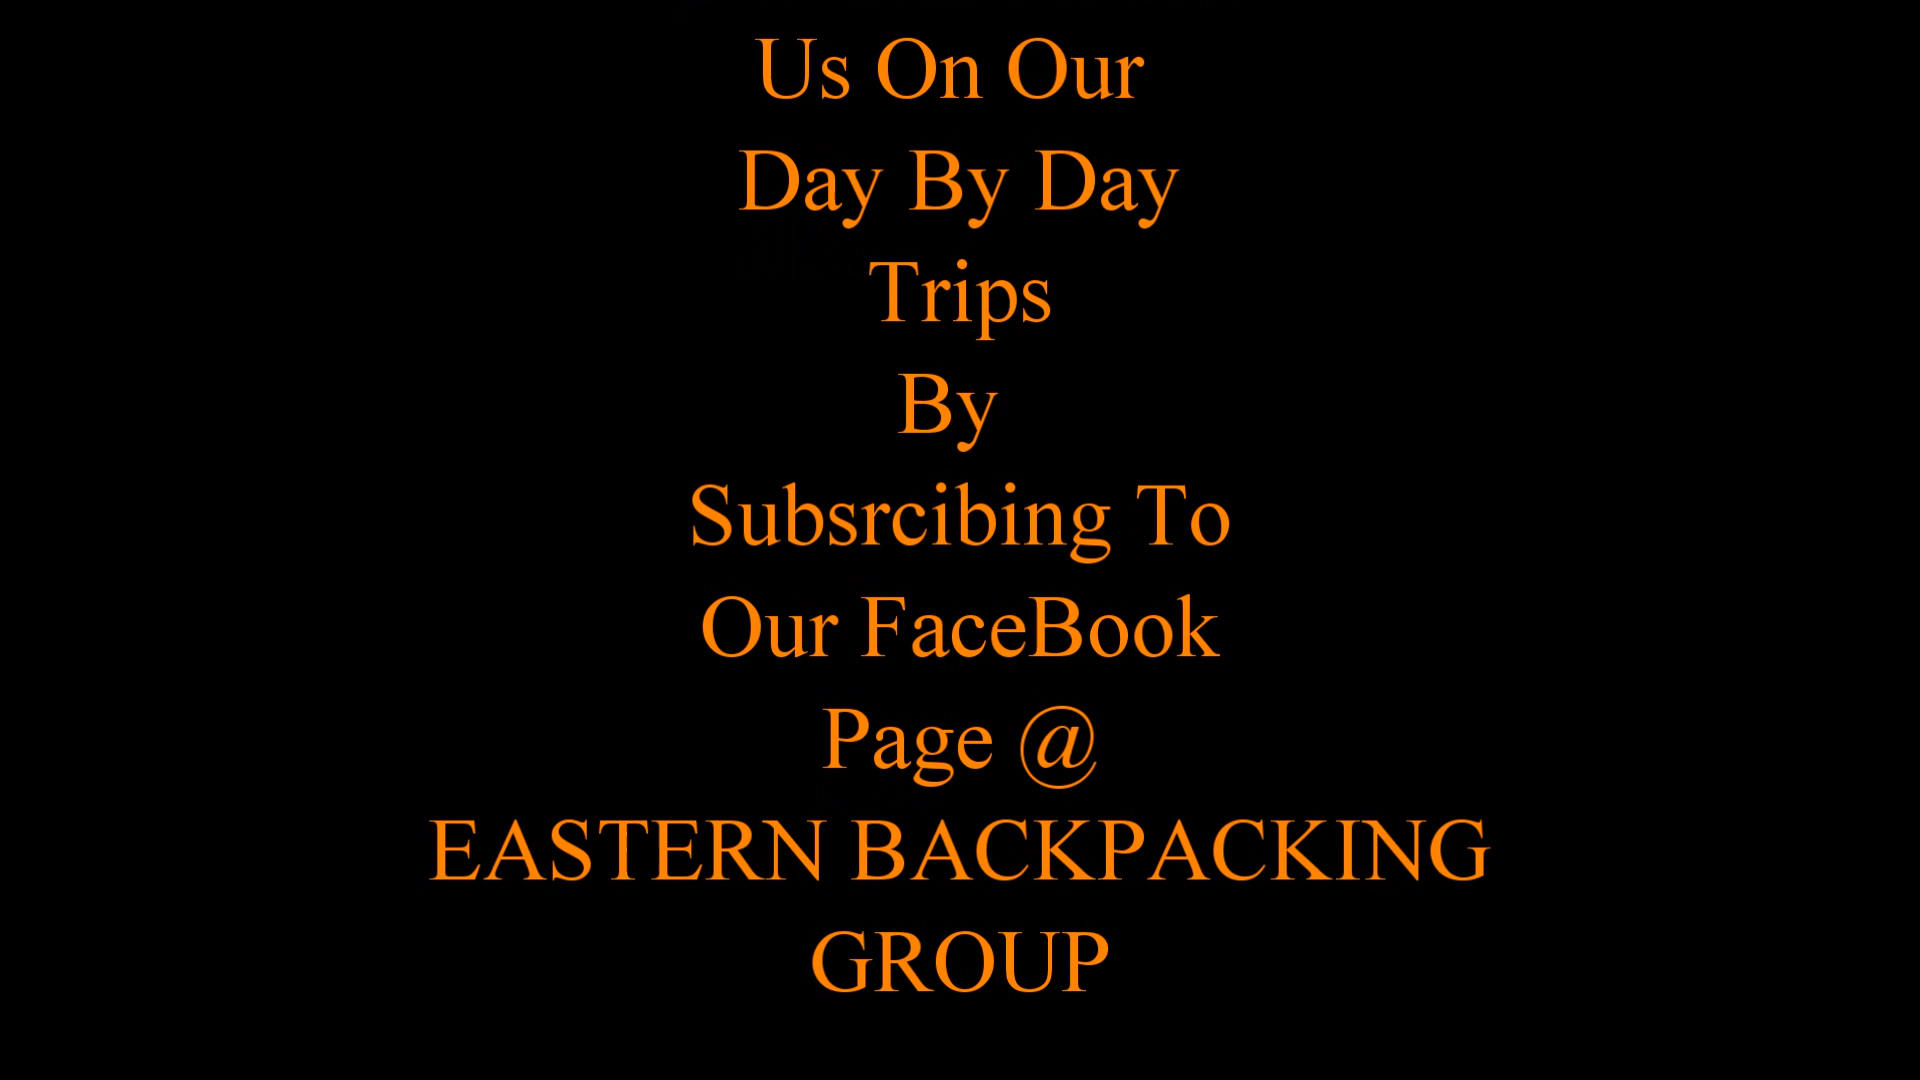 Us On Our
Day By Day
Trips
By
Subsrcibing To
Our FaceBook
Page @
EASTERN BACKPACKING
GROUP